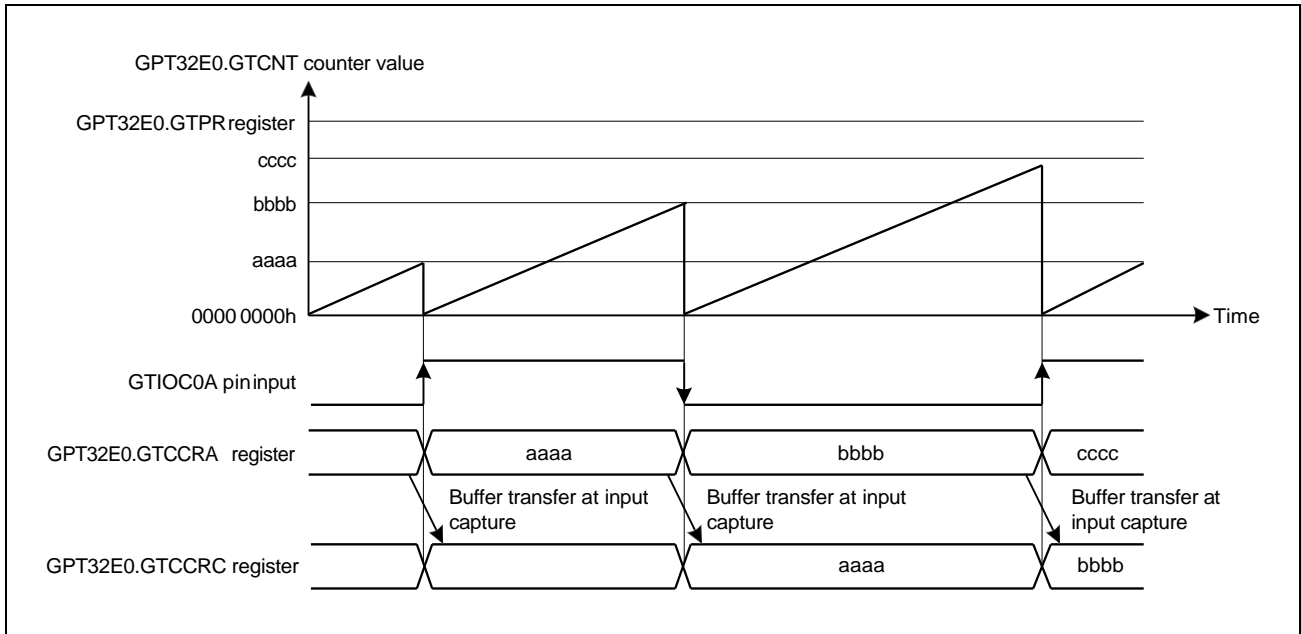 GPT32E0.GTCNT counter value
GPT32E0.GTPR register
cccc
bbbb
aaaa
0000 0000h
Time
GTIOC0A pin input
GPT32E0.GTCCRA register
aaaa
bbbb
cccc
Buffer transfer at input
capture
Buffer transfer at input
capture
Buffer transfer at
input capture
GPT32E0.GTCCRC register
aaaa
bbbb